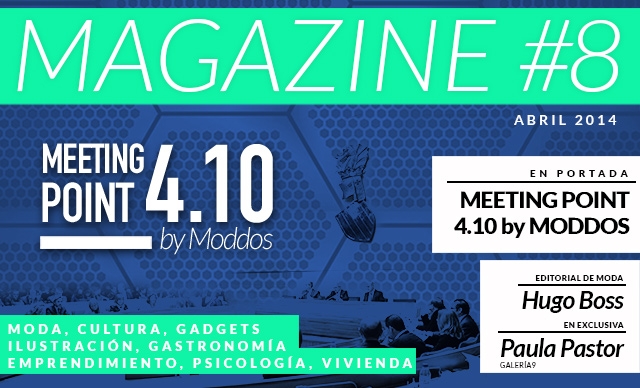 MAGAZINE #8
ABRIL 2014
MEETING
POINT 4.10
by Moddos
EN PORTADA
MEETING POINT
4.10 by MODDOS
EDITORIAL DE MODA
Hugo Boss
EN EXCLUSIVA
Paula Pastor
GALERÍA9
MODA, CULTURA, GADGETS
ILUSTRACIÓN, GASTRONOMÍA
EMPRENDIMIENTO, PSICOLOGÍA, VIVIENDA